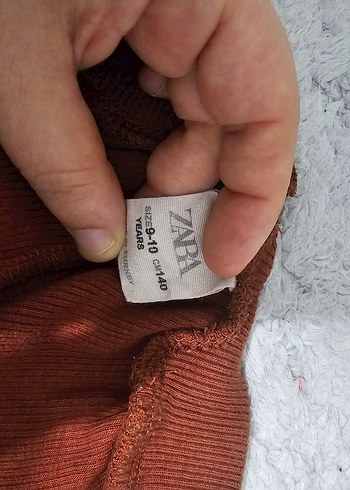 ZARA
SIZE 9-10
YEARS
CM 140